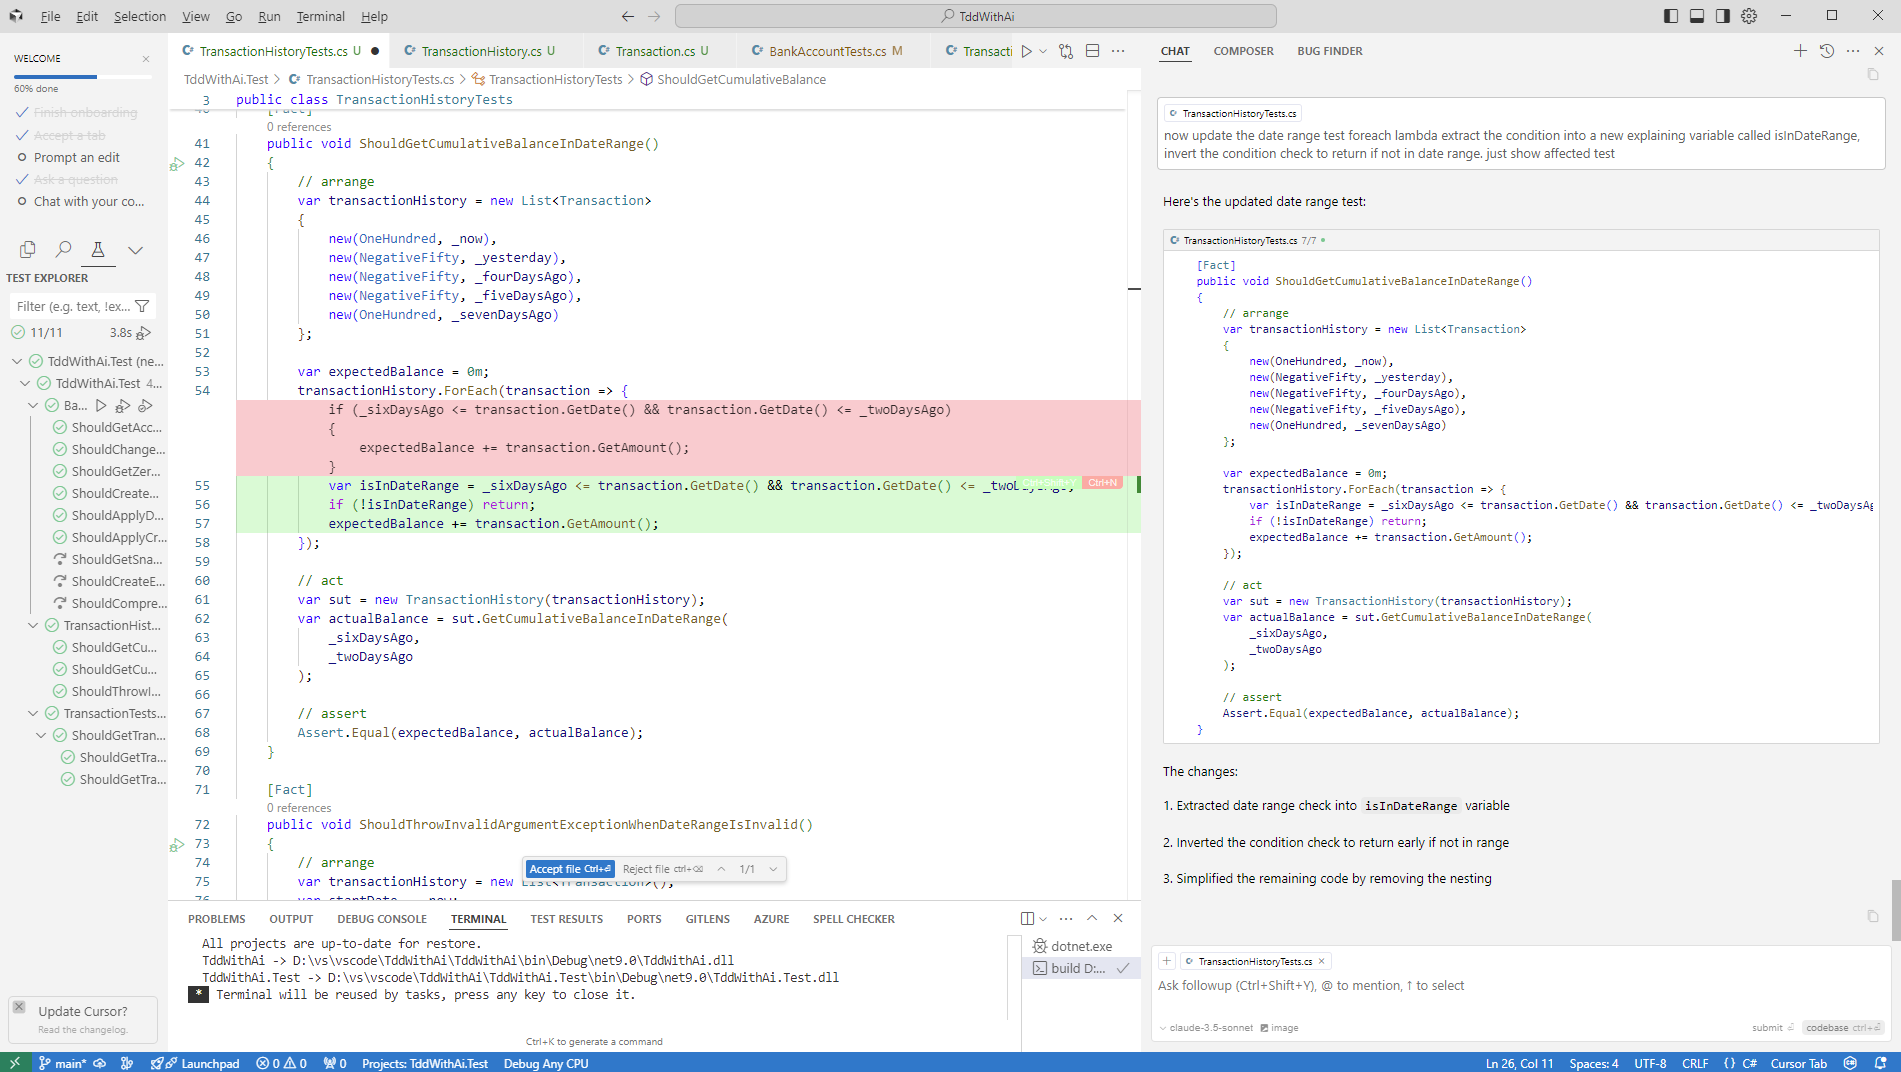 File Edit Selection View Go Run Terminal Help
TddWithAi
WELCOME
60% done
Finish onboarding
Accept a tab
Prompt an edit
Ask a question
Chat with your co...
TEST EXPLORER
Filter (e.g. text, !ex...
11/11 3.8s
TddWithAi.Test (ne...
TddWithAi.Test 4...
Ba...
ShouldGetAcc...
ShouldChange...
ShouldGetZer...
ShouldCreate...
ShouldApplyD...
ShouldApplyCr...
ShouldGetSna...
ShouldCreateE...
ShouldCompre...
TransactionHist...
ShouldGetCu...
ShouldGetCu...
ShouldThrowI...
TransactionTests...
ShouldGetTran...
ShouldGetTra...
ShouldGetTra...
Update Cursor?
Read the changelog.
TransactionHistoryTests.cs U TransactionHistory.cs U Transaction.cs U BankAccountTests.cs M Transacti
TddWithAi.Test > TransactionHistoryTests.cs > TransactionHistoryTests > ShouldGetCumulativeBalance
3 public class TransactionHistoryTests
[Fact]
0 references
41 public void ShouldGetCumulativeBalanceInDateRange()
42 {
43 // arrange
44 var transactionHistory = new List<Transaction>
45 {
46 new(OneHundred, _now),
47 new(NegativeFifty, _yesterday),
48 new(NegativeFifty, _fourDaysAgo),
49 new(NegativeFifty, _fiveDaysAgo),
50 new(OneHundred, _sevenDaysAgo)
51 };
52
53 var expectedBalance = 0m;
54 transactionHistory.ForEach(transaction => {
if (_sixDaysAgo <= transaction.GetDate() && transaction.GetDate() <= _twoDaysAgo)
{
expectedBalance += transaction.GetAmount();
}
55 var isInDateRange = _sixDaysAgo <= transaction.GetDate() && transaction.GetDate() <= _twoDaysAgo; Ctrl+Shift+Y Ctrl+N
56 if (!isInDateRange) return;
57 expectedBalance += transaction.GetAmount();
58 });
59
60 // act
61 var sut = new TransactionHistory(transactionHistory);
62 var actualBalance = sut.GetCumulativeBalanceInDateRange(
63 _sixDaysAgo,
64 _twoDaysAgo
65 );
66
67 // assert
68 Assert.Equal(expectedBalance, actualBalance);
69 }
70
71 [Fact]
0 references
72 public void ShouldThrowInvalidArgumentExceptionWhenDateRangeIsInvalid()
73 {
74 // arrange
75 var transactionHistory = new List<Transaction>();
76 var startDate = _now;
Accept file Ctrl+⏎ Reject file ctrl+⌫ 1/1
PROBLEMS OUTPUT DEBUG CONSOLE TERMINAL TEST RESULTS PORTS GITLENS AZURE SPELL CHECKER
All projects are up-to-date for restore.
TddWithAi -> D:\vs\vscode\TddWithAi\TddWithAi\bin\Debug\net9.0\TddWithAi.dll
TddWithAi.Test -> D:\vs\vscode\TddWithAi\TddWithAi.Test\bin\Debug\net9.0\TddWithAi.Test.dll
* Terminal will be reused by tasks, press any key to close it.
dotnet.exe
build D:...
Ctrl+K to generate a command
CHAT COMPOSER BUG FINDER
TransactionHistoryTests.cs
now update the date range test foreach lambda extract the condition into a new explaining variable called isInDateRange,
invert the condition check to return if not in date range. just show affected test
Here's the updated date range test:
TransactionHistoryTests.cs 7/7
[Fact]
public void ShouldGetCumulativeBalanceInDateRange()
{
// arrange
var transactionHistory = new List<Transaction>
{
new(OneHundred, _now),
new(NegativeFifty, _yesterday),
new(NegativeFifty, _fourDaysAgo),
new(NegativeFifty, _fiveDaysAgo),
new(OneHundred, _sevenDaysAgo)
};
var expectedBalance = 0m;
transactionHistory.ForEach(transaction => {
var isInDateRange = _sixDaysAgo <= transaction.GetDate() && transaction.GetDate() <= _twoDaysAg
if (!isInDateRange) return;
expectedBalance += transaction.GetAmount();
});
// act
var sut = new TransactionHistory(transactionHistory);
var actualBalance = sut.GetCumulativeBalanceInDateRange(
_sixDaysAgo,
_twoDaysAgo
);
// assert
Assert.Equal(expectedBalance, actualBalance);
}
The changes:
1. Extracted date range check into isInDateRange variable
2. Inverted the condition check to return early if not in range
3. Simplified the remaining code by removing the nesting
TransactionHistoryTests.cs
Ask followup (Ctrl+Shift+Y), @ to mention, ↑ to select
claude-3.5-sonnet image submit ⏎ codebase ctrl+⏎
main* Launchpad 0 0 0 Projects: TddWithAi.Test Debug Any CPU Ln 26, Col 11 Spaces: 4 UTF-8 CRLF {} C# Cursor Tab